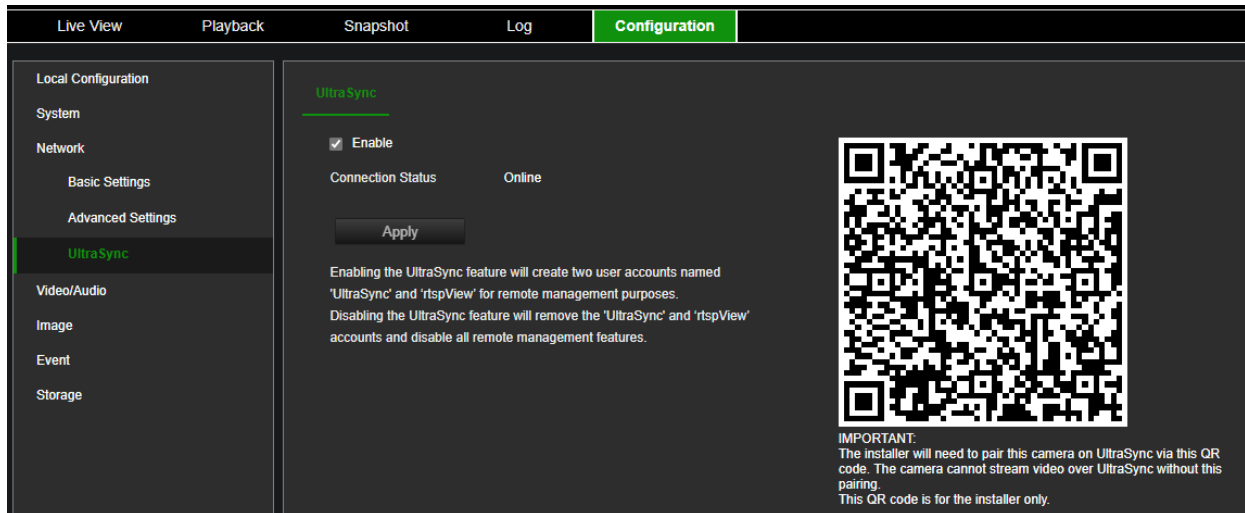 Live View Playback Snapshot Log Configuration
Local Configuration
System
Network
Basic Settings
Advanced Settings
UltraSync
Video/Audio
Image
Event
Storage
UltraSync
Enable
Connection Status Online
Apply
Enabling the UltraSync feature will create two user accounts named
'UltraSync' and 'rtspView' for remote management purposes.
Disabling the UltraSync feature will remove the 'UltraSync' and 'rtspView'
accounts and disable all remote management features.
IMPORTANT:
The installer will need to pair this camera on UltraSync via this QR
code. The camera cannot stream video over UltraSync without this
pairing.
This QR code is for the installer only.